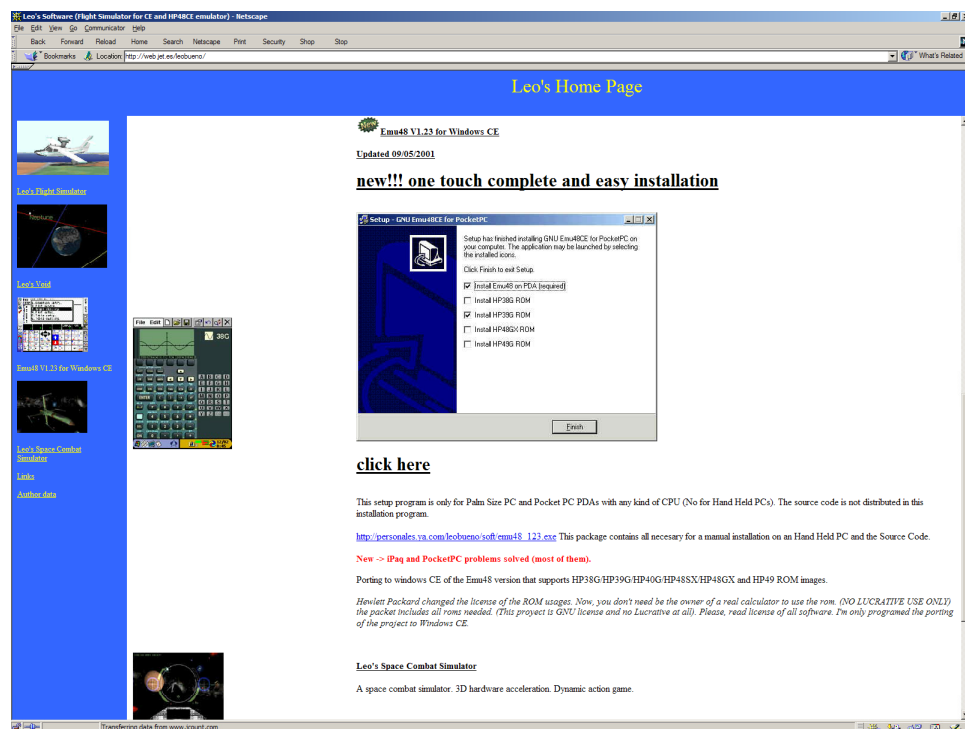 Leo's Software (Flight Simulator for CE and HP48CE emulator) - Netscape
File Edit View Go Communicator Help
Back Forward Reload Home Search Netscape Print Security Shop Stop
Bookmarks Location: http://web.jet.es/leobueno/ What's Related
Leo's Home Page
Leo's Flight Simulator
Neptune
Leo's Void
Emu48 V1.23 for Windows CE
Leo's Space Combat
Simulator
Links
Author data
File Edit
38G
ENTER
Emu48 V1.23 for Windows CE
Updated 09/05/2001
new!!! one touch complete and easy installation
Setup - GNU Emu48CE for PocketPC
Setup has finished installing GNU Emu48CE for PocketPC on
your computer. The application may be launched by selecting
the installed icons.
Click Finish to exit Setup.
Install Emu48 on PDA (required)
Install HP38G ROM
Install HP39G ROM
Install HP48GX ROM
Install HP49G ROM
Finish
click here
This setup program is only for Palm Size PC and Pocket PC PDAs with any kind of CPU (No for Hand Held PCs). The source code is not distributed in this
installation program.
http://personales.ya.com/leobueno/soft/emu48_123.exe This package contains all necesary for a manual installation on an Hand Held PC and the Source Code.
New -> iPaq and PocketPC problems solved (most of them).
Porting to windows CE of the Emu48 version that supports HP38G/HP39G/HP40G/HP48SX/HP48GX and HP49 ROM images.
Hewlett Packard changed the license of the ROM usages. Now, you don't need be the owner of a real calculator to use the rom. (NO LUCRATIVE USE ONLY)
the packet includes all roms needed. (This proyect is GNU license and no Lucrative at all). Please, read license of all software. I'm only programed the porting
of the project to Windows CE.
Leo's Space Combat Simulator
A space combat simulator. 3D hardware acceleration. Dynamic action game.
Transferring data from www.jcount.com